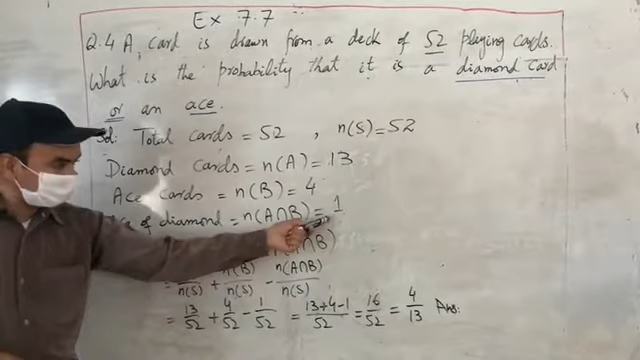 Ex 7.7
Q.4 A, card is drawn from a deck of 52 playing cards.
What is the probability that it is a diamond card
or an ace.
Sol: Total cards = 52 , n(S)=52
Diamond cards = n(A) = 13
Ace cards = n(B) = 4
of diamond = n(A∩B) = 1
(A∩B)
= n(S) + n(B)/n(S) - n(A∩B)/n(S)
= 13/52 + 4/52 - 1/52 = 13+4-1/52 = 16/52 = 4/13 Ans: